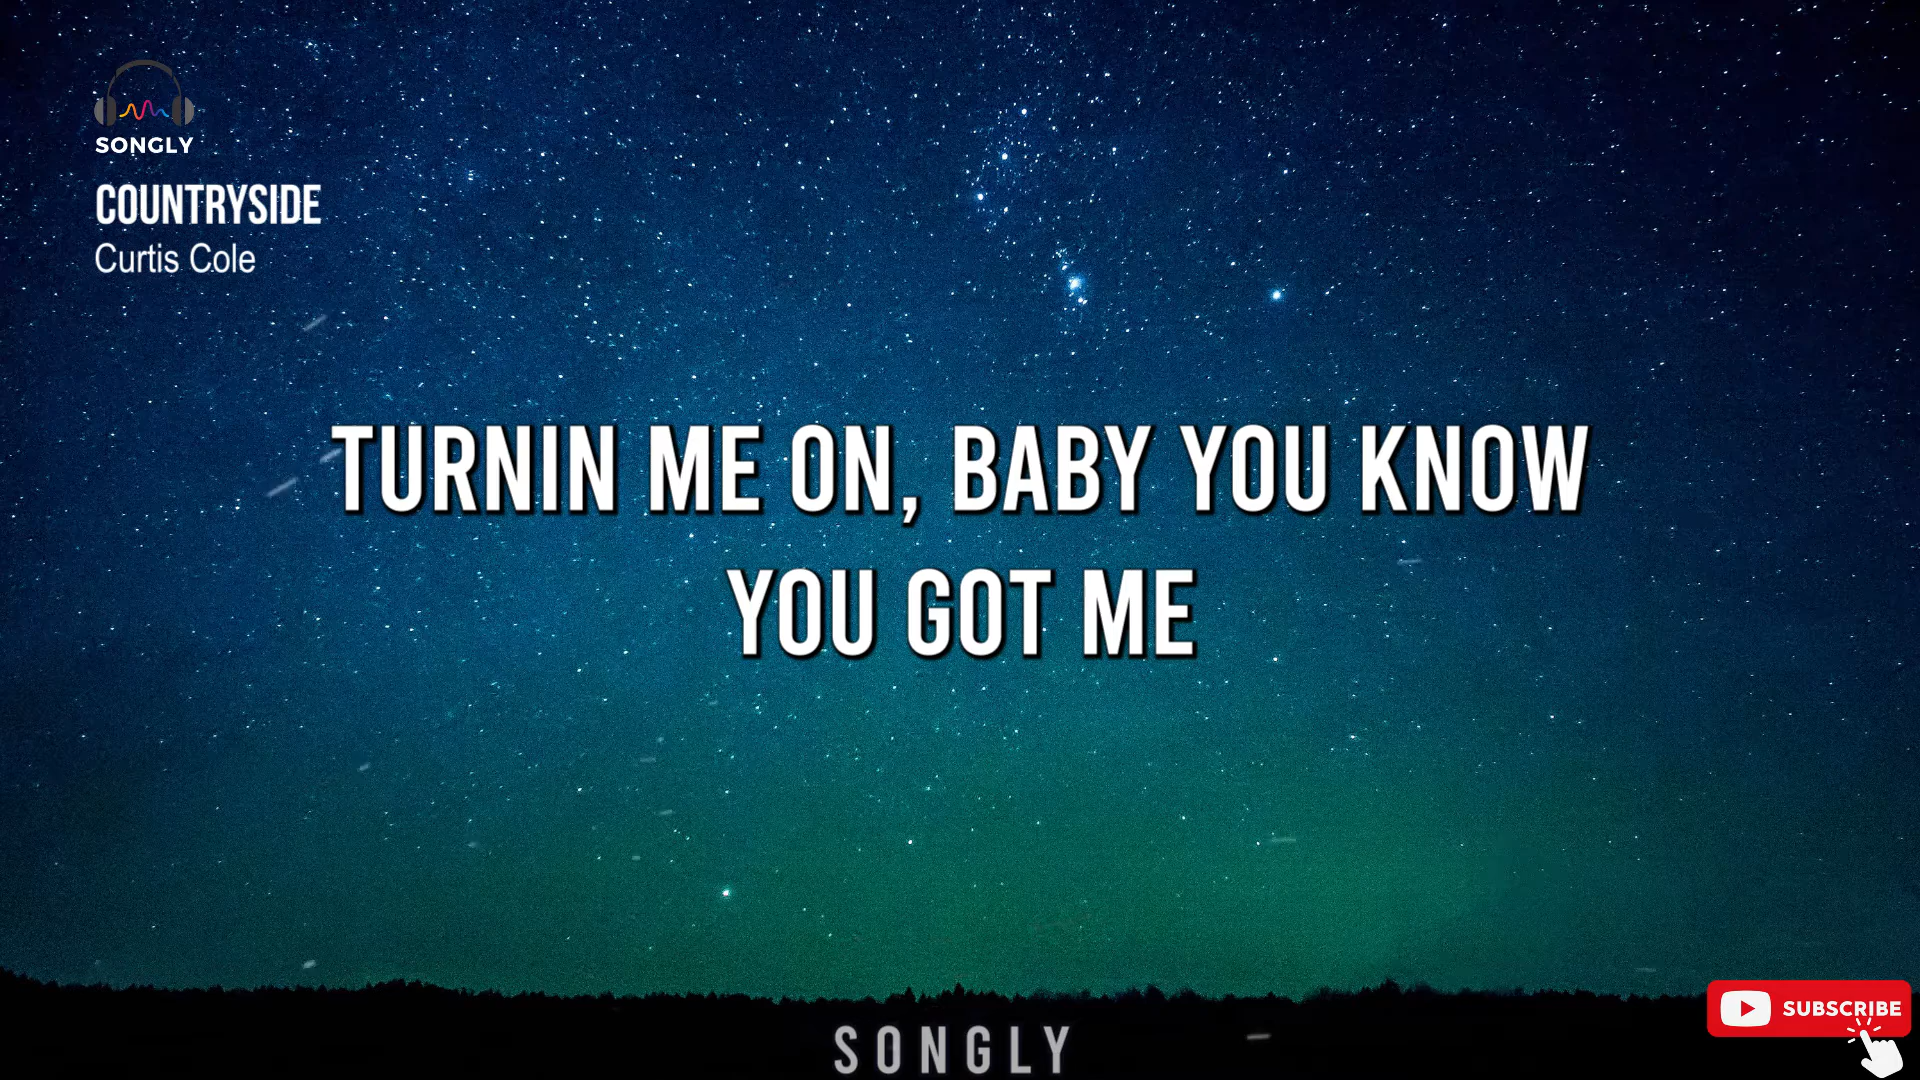 SONGLY
COUNTRYSIDE
Curtis Cole
TURNIN ME ON, BABY YOU KNOW
YOU GOT ME
SONGLY
SUBSCRIBE